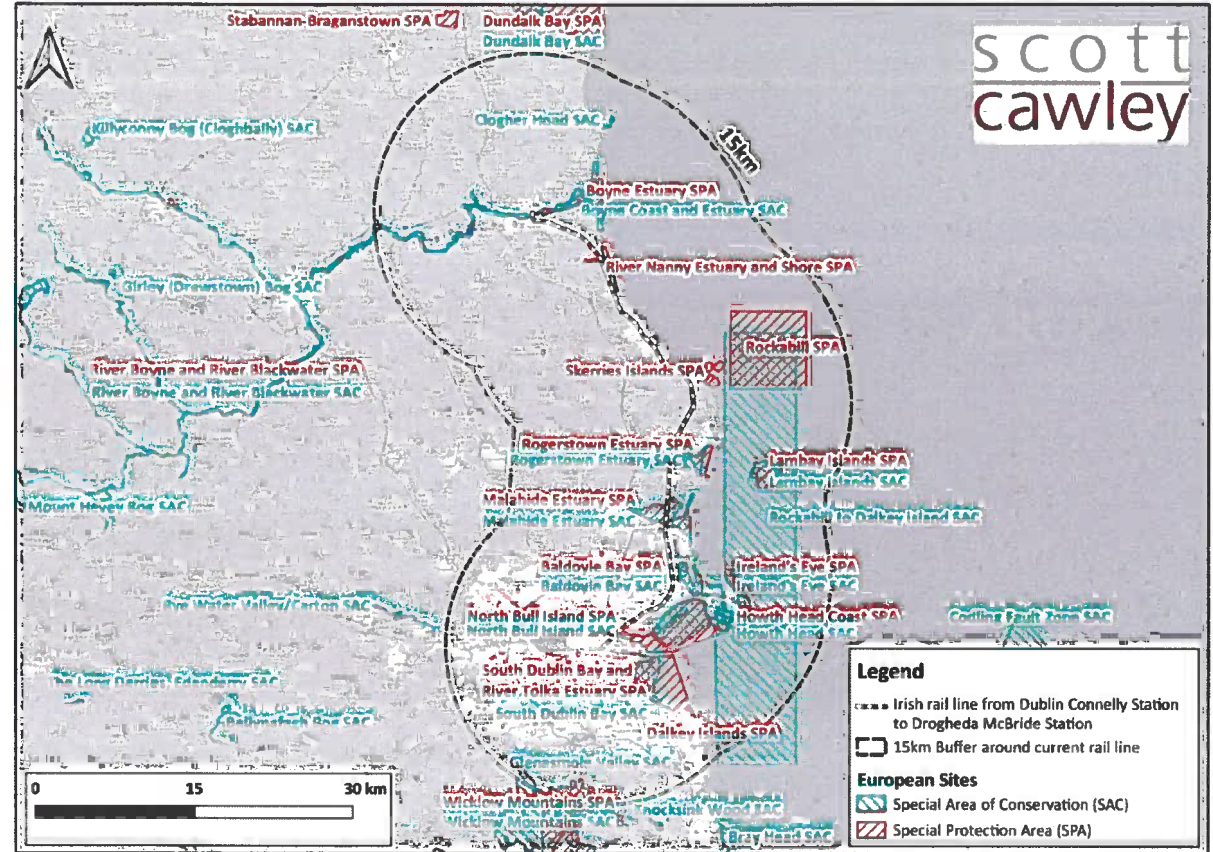 Stabannan-Braganstown SPA
Dundalk Bay SPA
Dundalk Bay SAC
scott
cawley
Killyconny Bog (Cloghbally) SAC
Clogher Head SAC
15km
Boyne Estuary SPA
Boyne Coast and Estuary SAC
River Nanny Estuary and Shore SPA
Girley (Drewstown) Bog SAC
Rockabill SPA
River Boyne and River Blackwater SPA
River Boyne and River Blackwater SAC
Skerries Islands SPA
Rogerstown Estuary SPA
Rogerstown Estuary SAC
Lambay Islands SPA
Lambay Islands SAC
Malahide Estuary SPA
Malahide Estuary SAC
Mount Hevey Bog SAC
Rockabill to Dalkey Island SAC
Baldoyle Bay SPA
Baldoyle Bay SAC
Ireland's Eye SPA
Ireland's Eye SAC
Water Valley/Carton SAC
North Bull Island SPA
North Bull Island SAC
Howth Head Coast SPA
Howth Head SAC
Codling Fault Zone SAC
South Dublin Bay and
River Tolka Estuary SPA
South Dublin Bay SAC
Long Derries, Edenderry SAC
Ballynafagh Bog SAC
Dalkey Islands SPA
Glenasmole Valley SAC
Wicklow Mountains SPA
Wicklow Mountains SAC
Knocksink Wood SAC
Bray Head SAC
0 15 30 km
Legend
Irish rail line from Dublin Connelly Station
to Drogheda McBride Station
15km Buffer around current rail line
European Sites
Special Area of Conservation (SAC)
Special Protection Area (SPA)